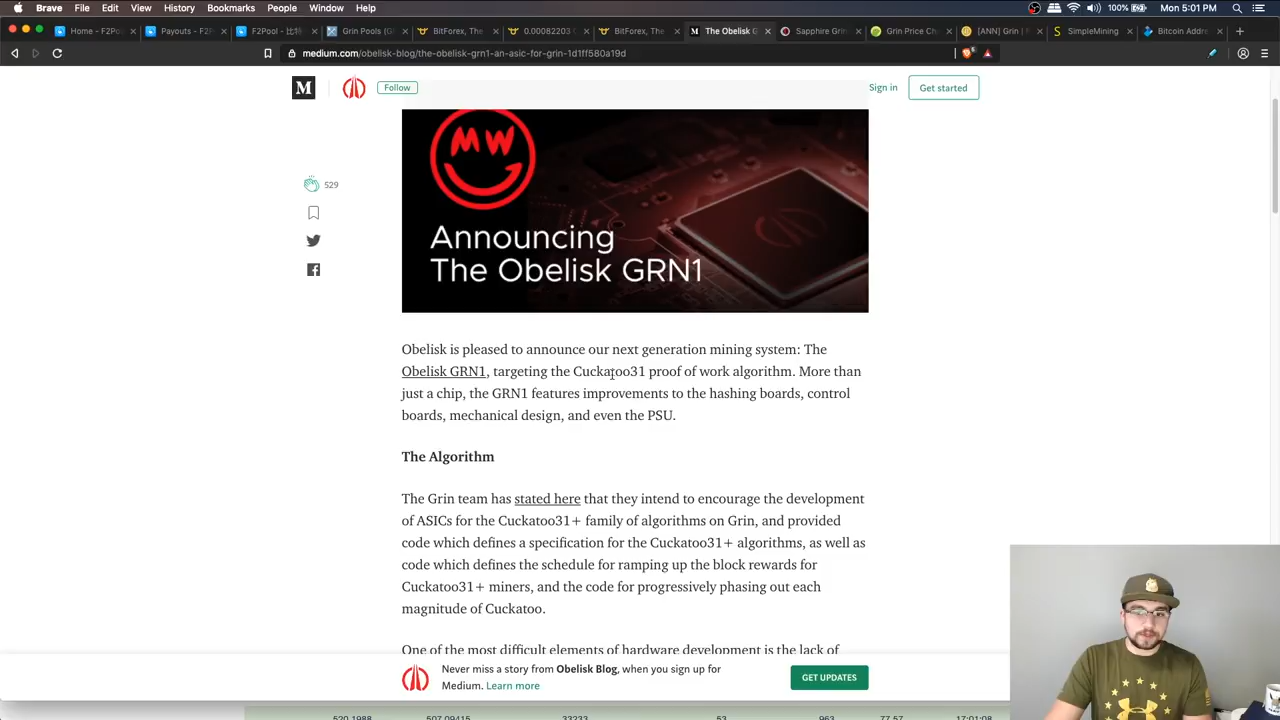 Brave File Edit View History Bookmarks People Window Help
100% Mon 5:01 PM
Home - F2Poo
Payouts - F2P
F2Pool - 比特
Grin Pools (Gr
BitForex, The
0.00082203
BitForex, The
The Obelisk G
Sapphire Grin
Grin Price Ch
[ANN] Grin | M
SimpleMining
Bitcoin Addre
medium.com/obelisk-blog/the-obelisk-grn1-an-asic-for-grin-1d1ff580a19d
M
Follow
Sign in
Get started
MW
Announcing
The Obelisk GRN1
529
Obelisk is pleased to announce our next generation mining system: The
Obelisk GRN1, targeting the Cuckatoo31 proof of work algorithm. More than
just a chip, the GRN1 features improvements to the hashing boards, control
boards, mechanical design, and even the PSU.
The Algorithm
The Grin team has stated here that they intend to encourage the development
of ASICs for the Cuckatoo31+ family of algorithms on Grin, and provided
code which defines a specification for the Cuckatoo31+ algorithms, as well as
code which defines the schedule for ramping up the block rewards for
Cuckatoo31+ miners, and the code for progressively phasing out each
magnitude of Cuckatoo.
One of the most difficult elements of hardware development is the lack of
Never miss a story from Obelisk Blog, when you sign up for
Medium. Learn more
GET UPDATES
520.1988 507.09415 33233 53 963 77.57 17:01:08